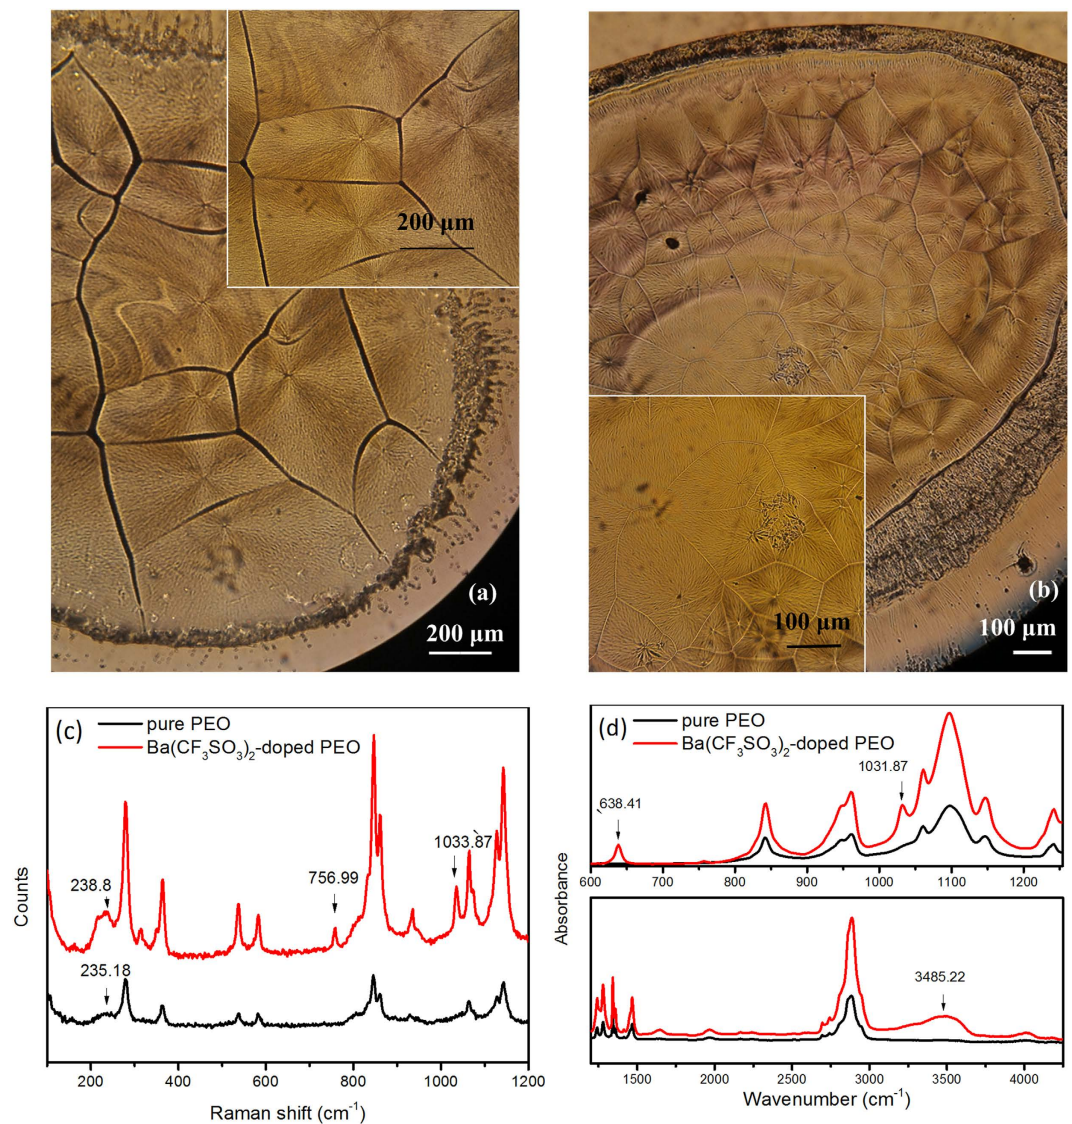 200 μm
(a)
200 μm
(b)
100 μm
100 μm
(c)
pure PEO
Ba(CF₃SO₃)₂-doped PEO
238.8
756.99
1033.`87
235.18
Counts
200
400
600
800
1000
1200
Raman shift (cm⁻¹)
(d)
pure PEO
Ba(CF₃SO₃)₂-doped PEO
`638.41
1031.87
600
700
800
900
1000
1100
1200
Absorbance
3485.22
1500
2000
2500
3000
3500
4000
Wavenumber (cm⁻¹)